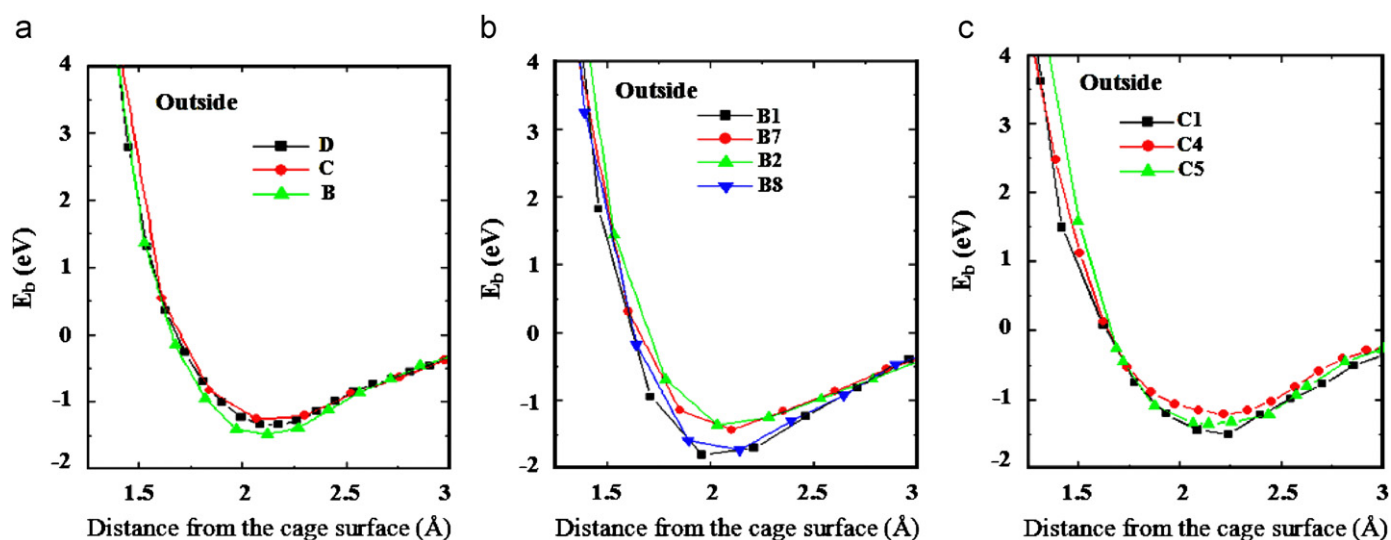 a
4
3
2
1
0
-1
-2
E_b (eV)
Outside
D
C
B
1.5
2
2.5
3
Distance from the cage surface (Å)
b
4
3
2
1
0
-1
-2
E_b (eV)
Outside
B1
B7
B2
B8
1.5
2
2.5
3
Distance from the cage surface (Å)
c
4
3
2
1
0
-1
-2
E_b (eV)
Outside
C1
C4
C5
1.5
2
2.5
3
Distance from the cage surface (Å)